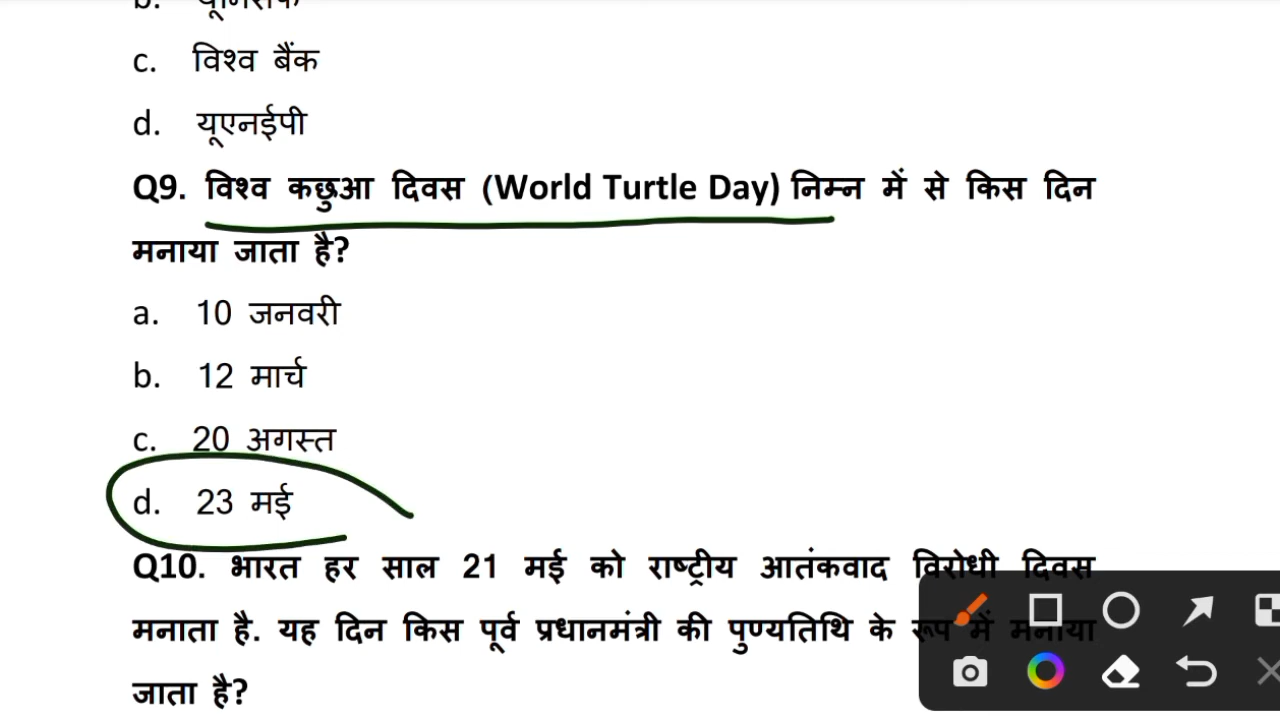 b. यूनिसेफ
c. विश्व बैंक
d. यूएनईपी
Q9. विश्व कछुआ दिवस (World Turtle Day) निम्न में से किस दिन
मनाया जाता है?
a. 10 जनवरी
b. 12 मार्च
c. 20 अगस्त
d. 23 मई
Q10. भारत हर साल 21 मई को राष्ट्रीय आतंकवाद विरोधी दिवस
मनाता है. यह दिन किस पूर्व प्रधानमंत्री की पुण्यतिथि के रूप में मनाया
जाता है?